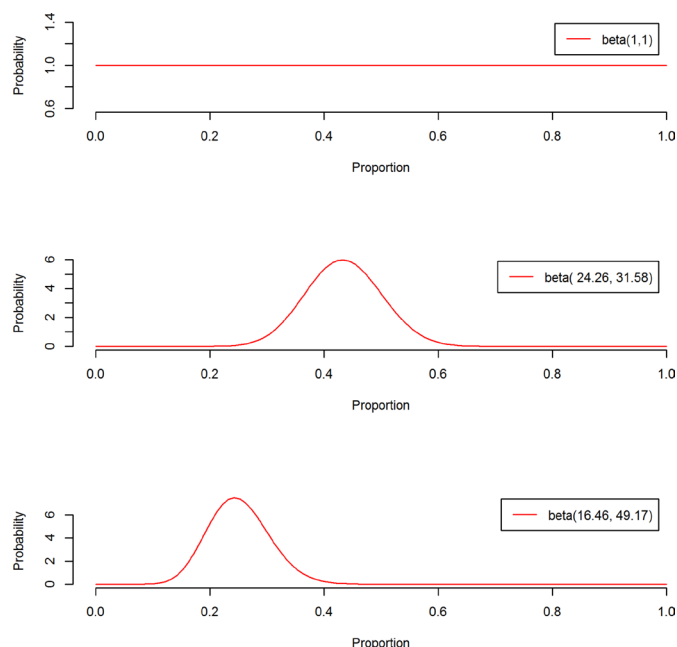 1.4
1.0
0.6
Probability
beta(1,1)
0.0 0.2 0.4 0.6 0.8 1.0
Proportion
6
4
2
0
Probability
beta( 24.26, 31.58)
0.0 0.2 0.4 0.6 0.8 1.0
Proportion
6
4
2
0
Probability
beta(16.46, 49.17)
0.0 0.2 0.4 0.6 0.8 1.0
Proportion